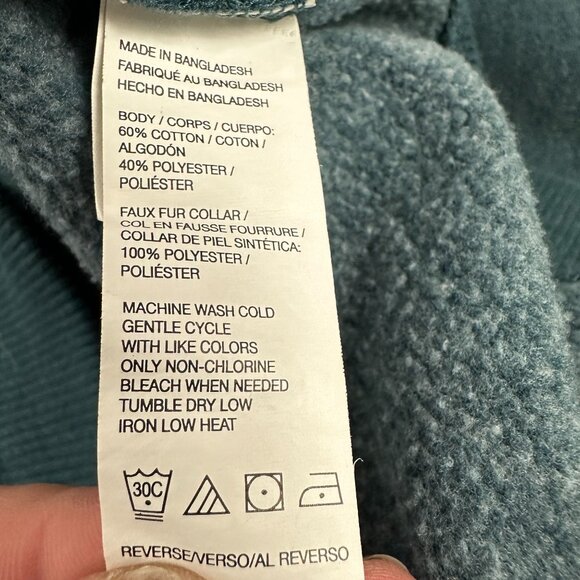 MADE IN BANGLADESH
FABRIQUÉ AU BANGLADESH
HECHO EN BANGLADESH
BODY / CORPS / CUERPO:
60% COTTON / COTON /
ALGODÓN
40% POLYESTER /
POLIÉSTER
FAUX FUR COLLAR /
COL EN FAUSSE FOURRURE /
COLLAR DE PIEL SINTÉTICA:
100% POLYESTER /
POLIÉSTER
MACHINE WASH COLD
GENTLE CYCLE
WITH LIKE COLORS
ONLY NON-CHLORINE
BLEACH WHEN NEEDED
TUMBLE DRY LOW
IRON LOW HEAT
30C
REVERSE/VERSO/AL REVERSO